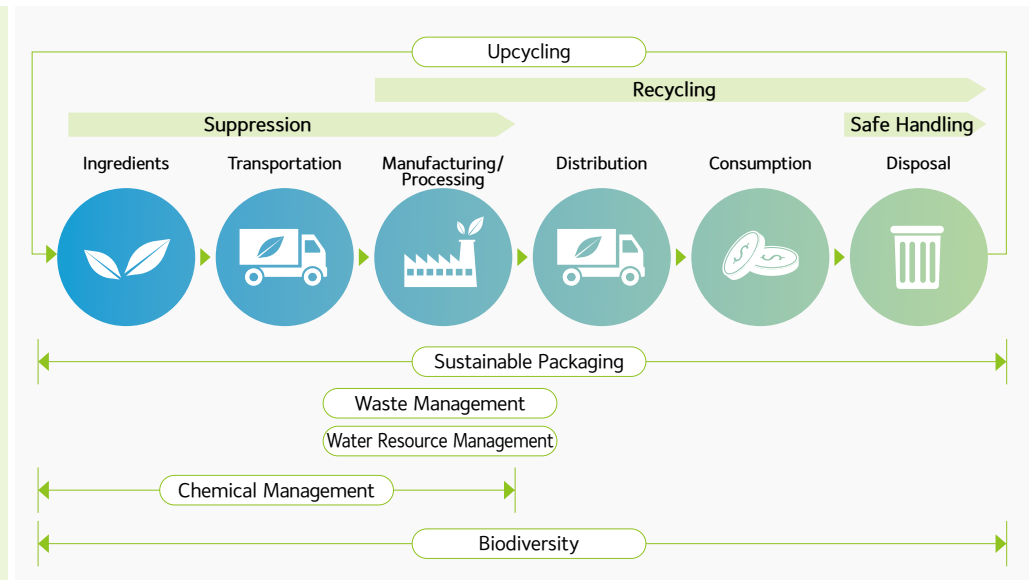 Upcycling
Recycling
Suppression
Safe Handling
Ingredients
Transportation
Manufacturing/
Processing
Distribution
Consumption
Disposal
$
$
Sustainable Packaging
Waste Management
Water Resource Management
Chemical Management
Biodiversity